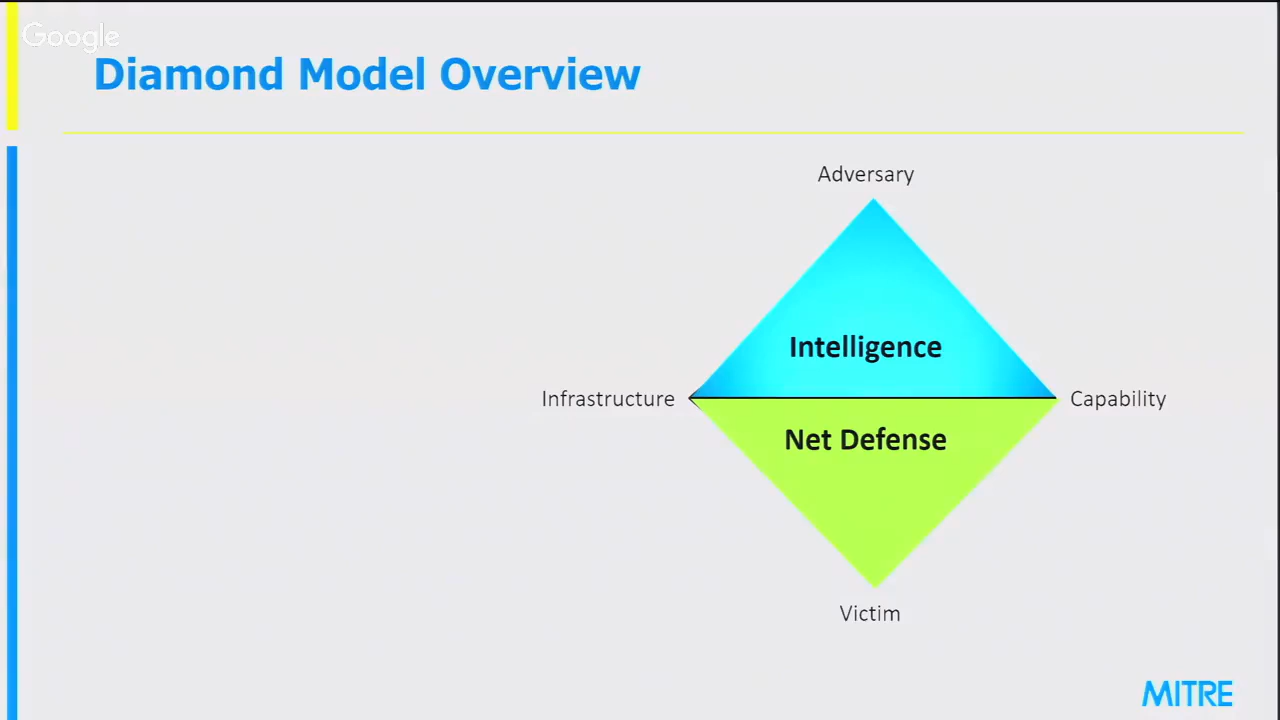 Google
Diamond Model Overview
Adversary
Intelligence
Infrastructure
Capability
Net Defense
Victim
MITRE